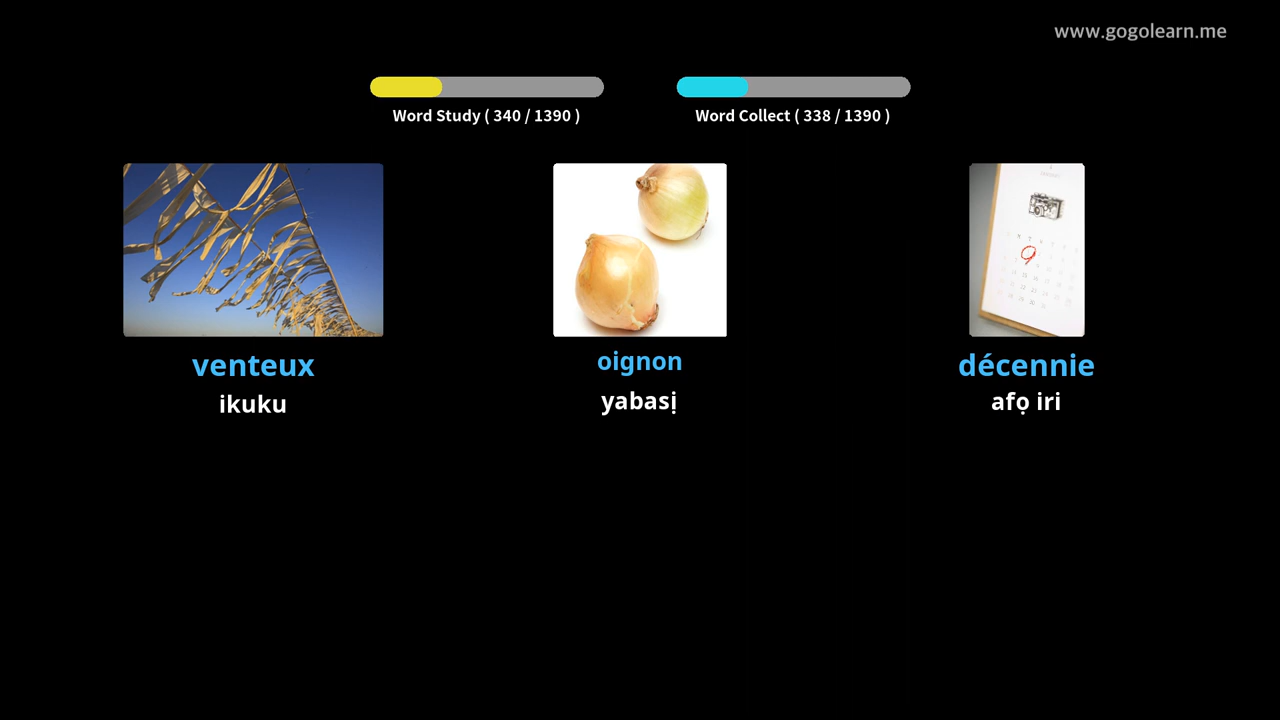 www.gogolearn.me
Word Study ( 340 / 1390 )
Word Collect ( 338 / 1390 )
venteux
ikuku
oignon
yabasị
décennie
afọ iri